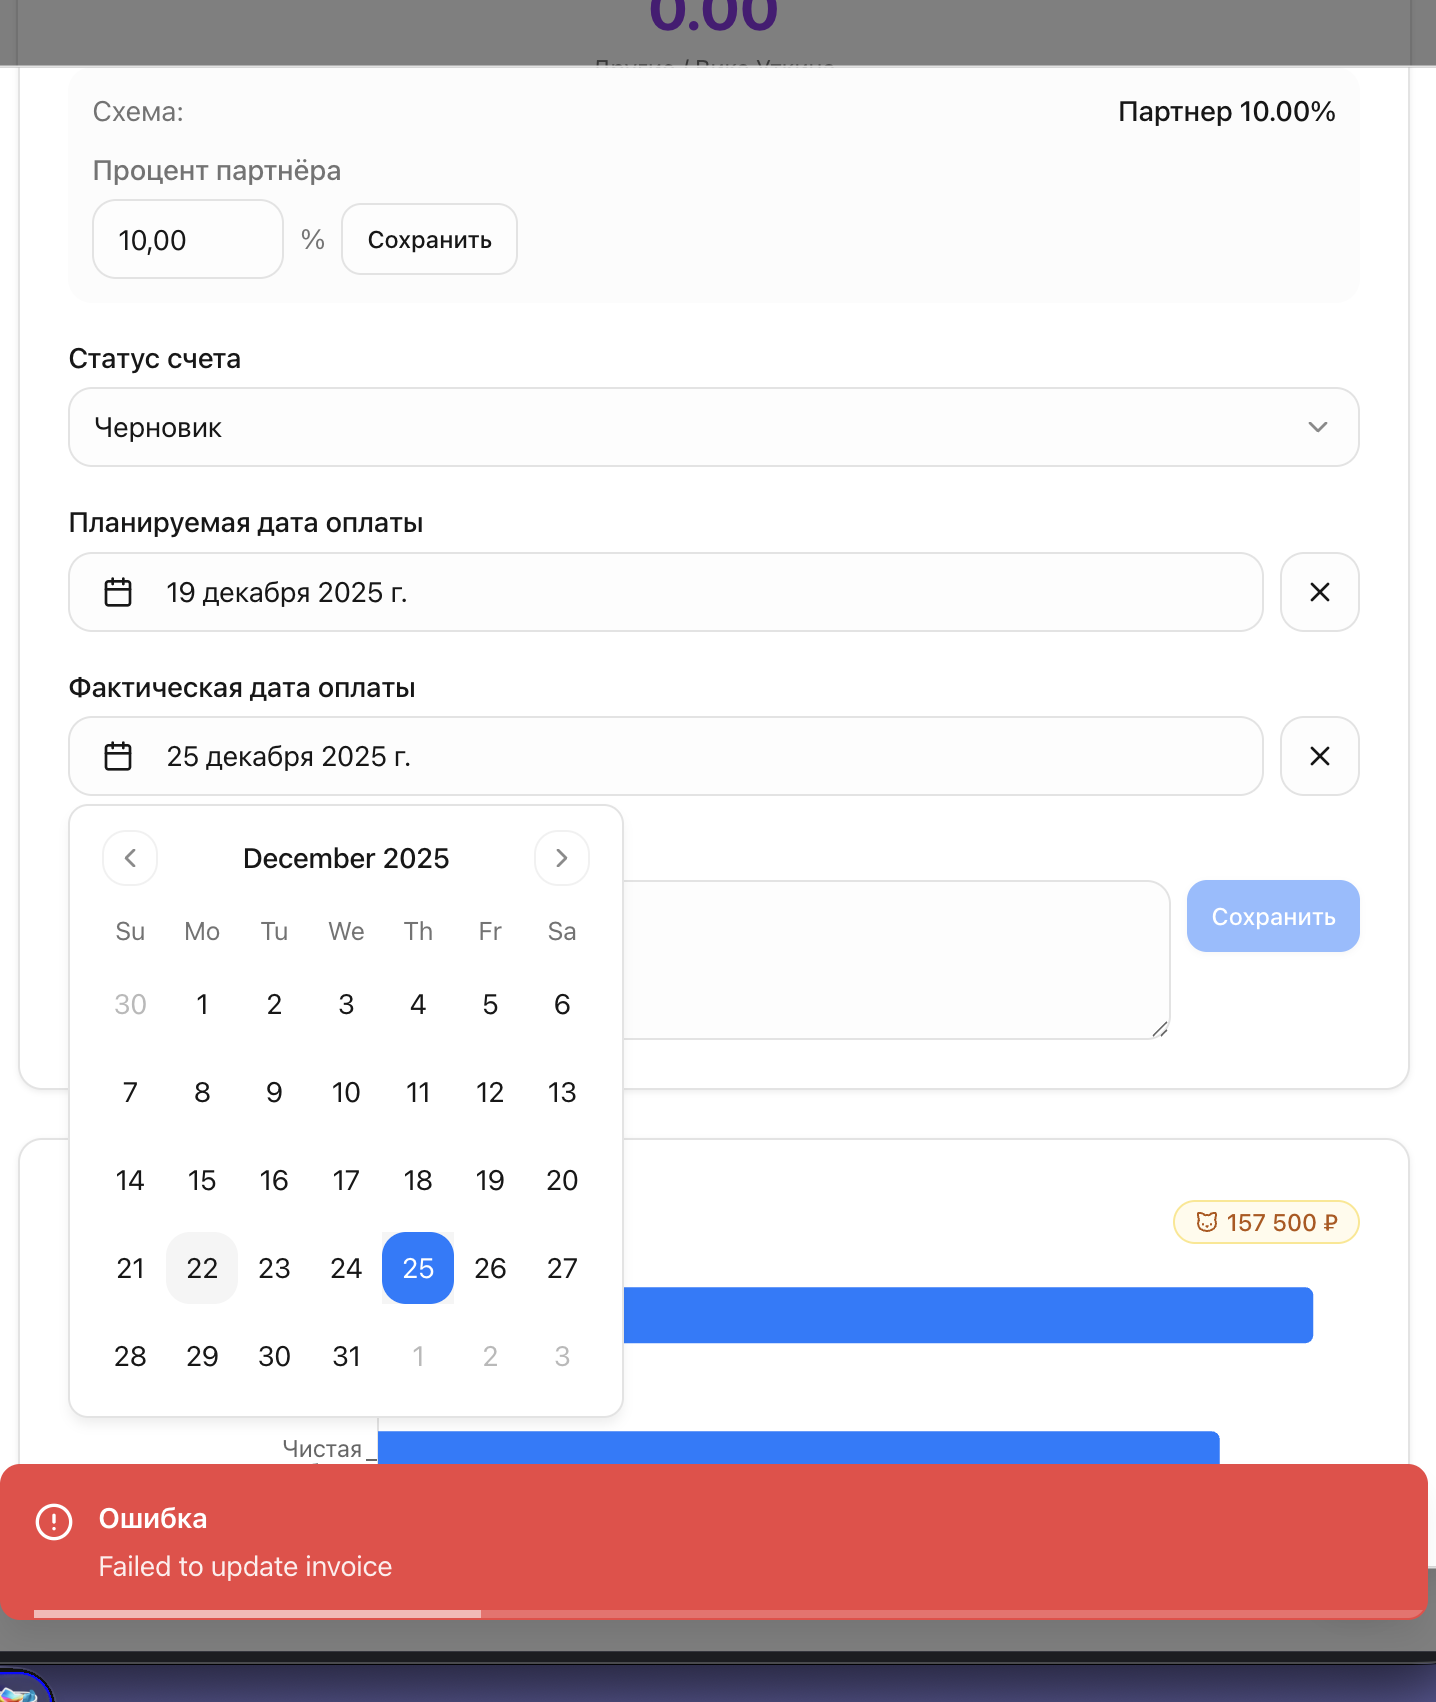 0.00
Схема:
Партнер 10.00%
Процент партнёра
10,00
%
Сохранить
Статус счета
Черновик
Планируемая дата оплаты
19 декабря 2025 г.
Фактическая дата оплаты
25 декабря 2025 г.
December 2025
Su Mo Tu We Th Fr Sa
30 1 2 3 4 5 6
7 8 9 10 11 12 13
14 15 16 17 18 19 20
21 22 23 24 25 26 27
28 29 30 31 1 2 3
Сохранить
157 500 ₽
Чистая
Ошибка
Failed to update invoice